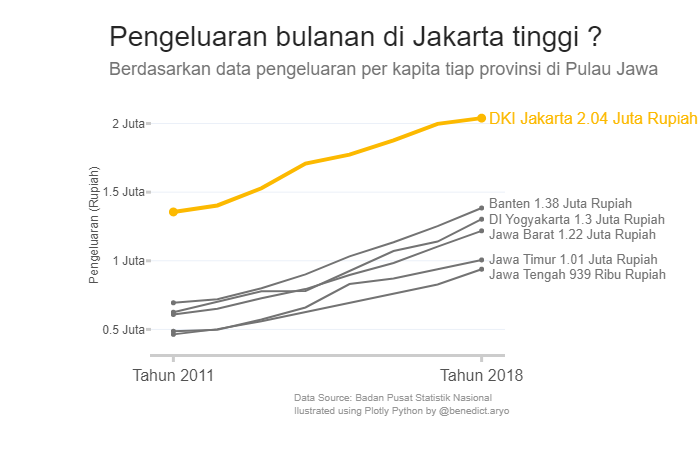 Pengeluaran bulanan di Jakarta tinggi ?
Berdasarkan data pengeluaran per kapita tiap provinsi di Pulau Jawa
2 Juta
1.5 Juta
1 Juta
0.5 Juta
Pengeluaran (Rupiah)
DKI Jakarta 2.04 Juta Rupiah
Banten 1.38 Juta Rupiah
DI Yogyakarta 1.3 Juta Rupiah
Jawa Barat 1.22 Juta Rupiah
Jawa Timur 1.01 Juta Rupiah
Jawa Tengah 939 Ribu Rupiah
Tahun 2011
Tahun 2018
Data Source: Badan Pusat Statistik Nasional
Ilustrated using Plotly Python by @benedict.aryo